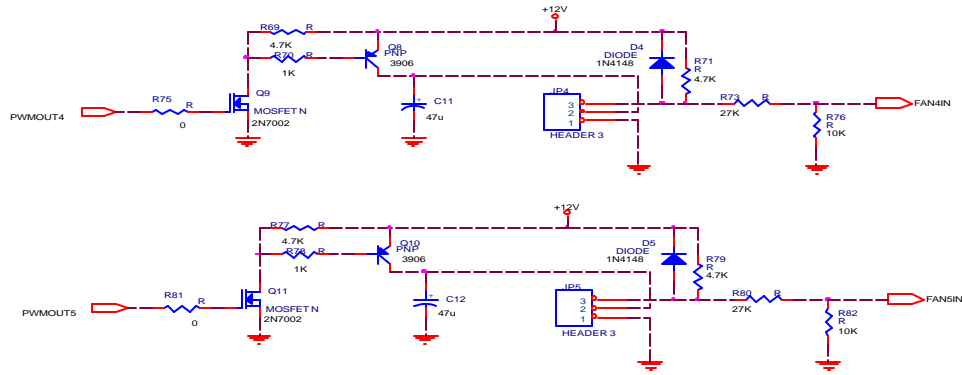 +12V
R69 R
4.7K
R70 R
1K
Q8
PNP
3906
D4
DIODE
1N4148
R71
R
4.7K
Q9
MOSFET N
2N7002
R75 R
0
PWMOUT4
C11
+
47u
JP4
3
2
1
HEADER 3
R73 R
27K
FAN4IN
R76
R
10K
+12V
R77 R
4.7K
R78 R
1K
Q10
PNP
3906
D5
DIODE
1N4148
R79
R
4.7K
Q11
MOSFET N
2N7002
R81 R
0
PWMOUT5
C12
+
47u
JP5
3
2
1
HEADER 3
R80 R
27K
FAN5IN
R82
R
10K